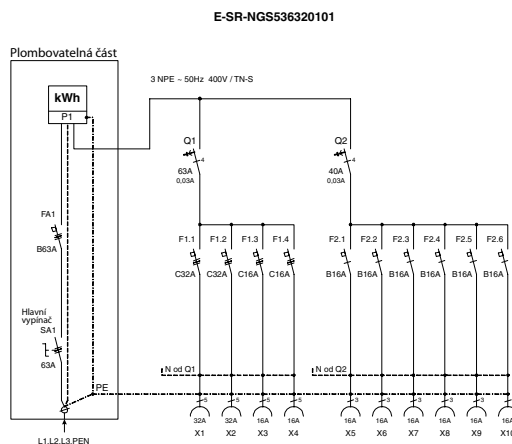 E-SR-NGS536320101
Plombovatelná část
3 NPE ~ 50Hz 400V / TN-S
kWh
P1
Q1
4
63A
0,03A
Q2
4
40A
0,03A
FA1
B63A
F1.1 F1.2 F1.3 F1.4 F2.1 F2.2 F2.3 F2.4 F2.5 F2.6
C32A C32A C16A C16A B16A B16A B16A B16A B16A B16A
Hlavní
vypínač
SA1
63A
N od Q1 N od Q2
PE
5 5 5 5 3 3 3 3 3 3
32A 32A 16A 16A 16A 16A 16A 16A 16A 16A
X1 X2 X3 X4 X5 X6 X7 X8 X9 X10
L1,L2,L3,PEN